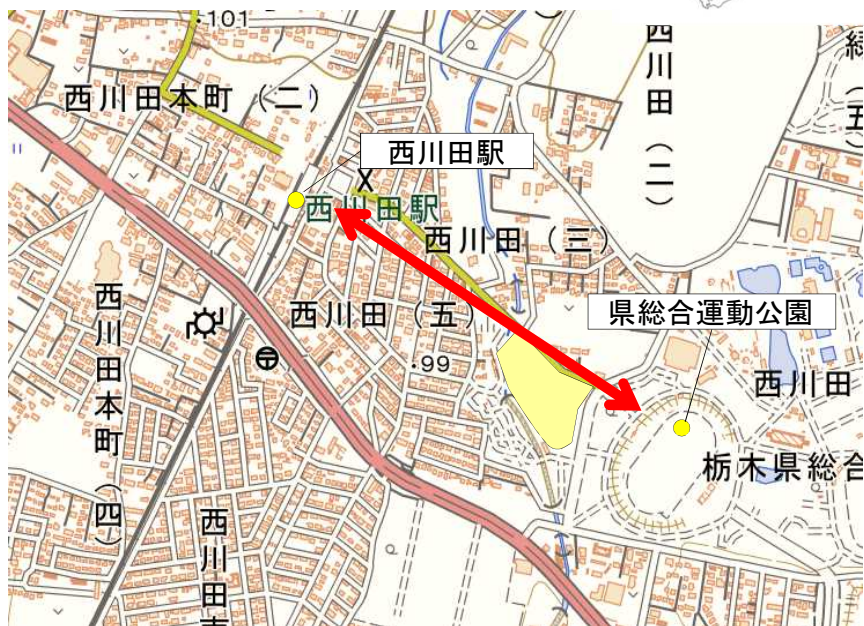 ・101
西川田本町（二）
西川田（二）
緑（五）
西川田駅
西川田駅
西川田（三）
県総合運動公園
西川田（五）
・99
西川田
西川田本町（四）
栃木県総合
西川田